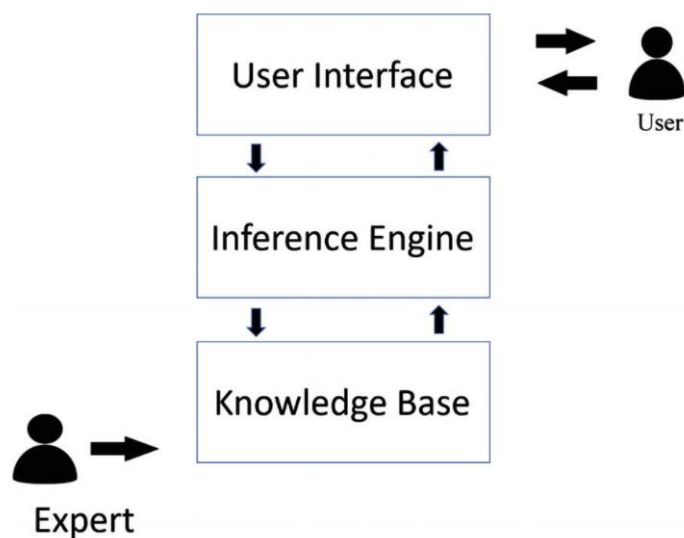 User Interface
User
Inference Engine
Knowledge Base
Expert